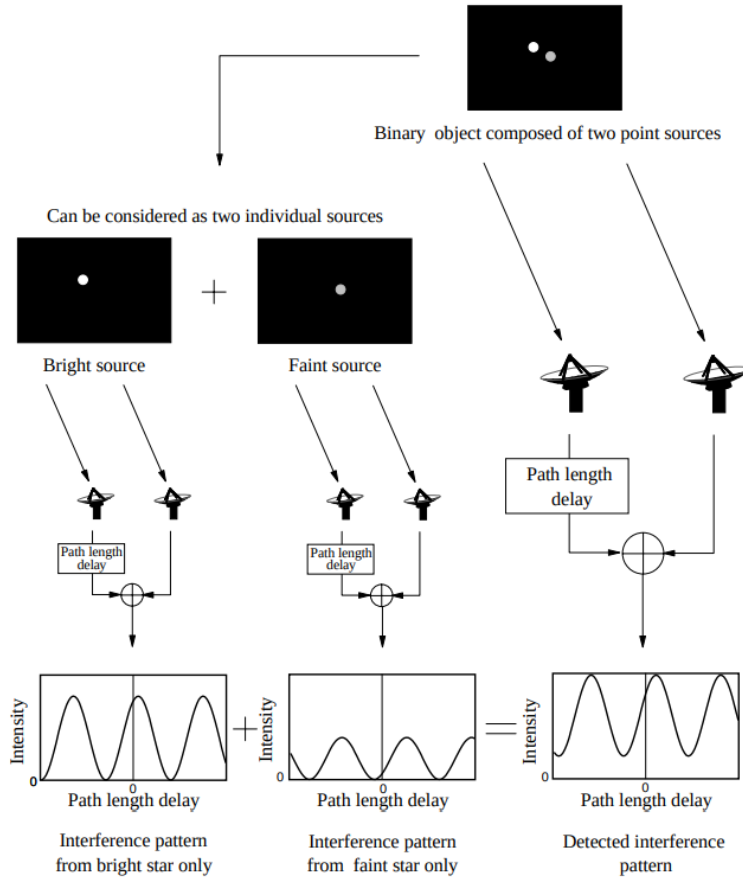 Binary object composed of two point sources
Can be considered as two individual sources
+
Bright source
Faint source
Path length
delay
Path length
delay
Path length
delay
Intensity
0
0
Path length delay
+
Intensity
0
0
Path length delay
=
Intensity
0
0
Path length delay
Interference pattern
from bright star only
Interference pattern
from faint star only
Detected interference
pattern